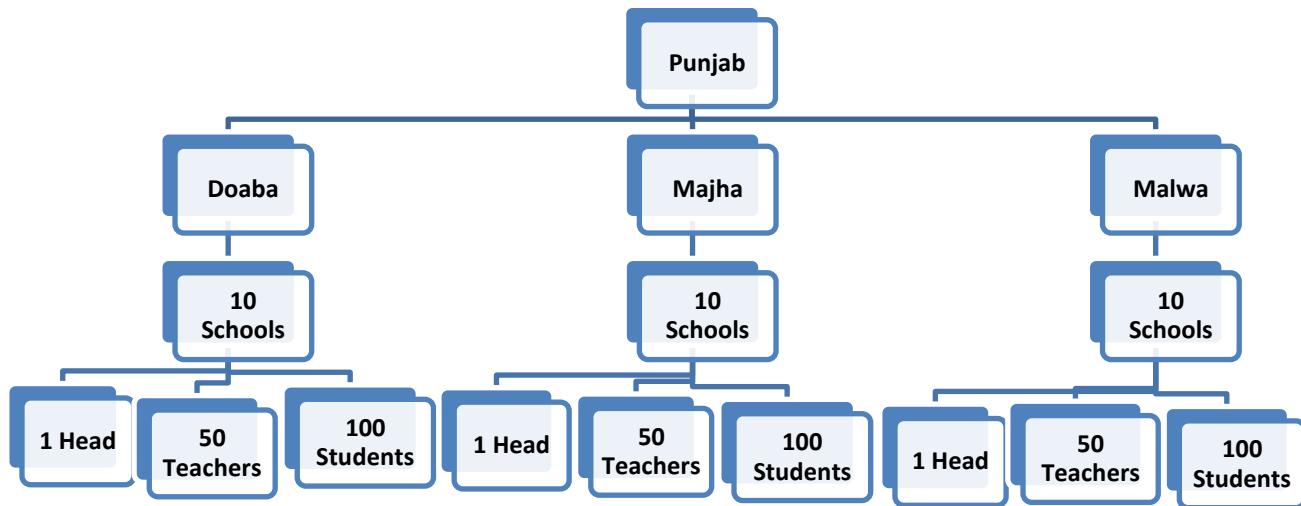 Punjab
Doaba
Majha
Malwa
10
Schools
10
Schools
10
Schools
1 Head
50
Teachers
100
Students
1 Head
50
Teachers
100
Students
1 Head
50
Teachers
100
Students